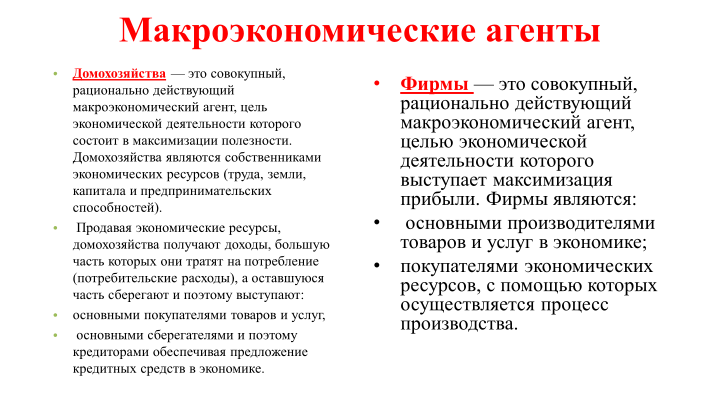 Макроэкономические агенты
• Домохозяйства — это совокупный,
рационально действующий
макроэкономический агент, цель
экономической деятельности которого
состоит в максимизации полезности.
Домохозяйства являются собственниками
экономических ресурсов (труда, земли,
капитала и предпринимательских
способностей).
• Продавая экономические ресурсы,
домохозяйства получают доходы, большую
часть которых они тратят на потребление
(потребительские расходы), а оставшуюся
часть сберегают и поэтому выступают:
• основными покупателями товаров и услуг,
• основными сберегателями и поэтому
кредиторами обеспечивая предложение
кредитных средств в экономике.
• Фирмы — это совокупный,
рационально действующий
макроэкономический агент,
целью экономической
деятельности которого
выступает максимизация
прибыли. Фирмы являются:
• основными производителями
товаров и услуг в экономике;
• покупателями экономических
ресурсов, с помощью которых
осуществляется процесс
производства.